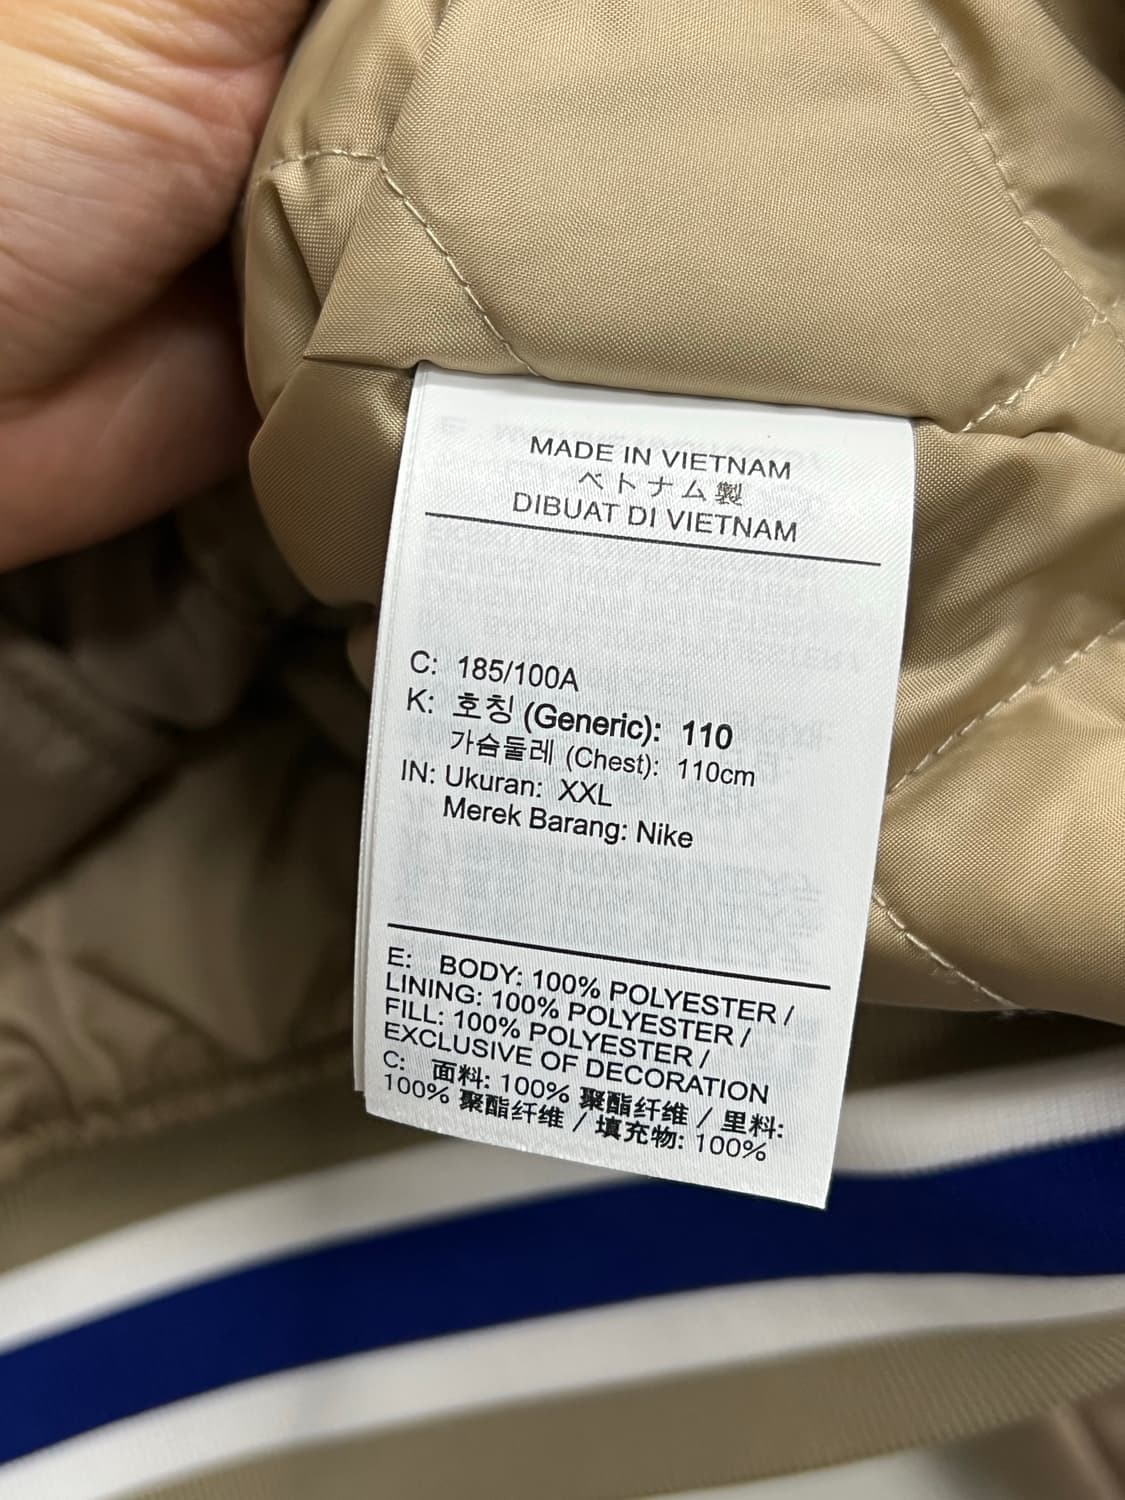 MADE IN VIETNAM
ベトナム製
DIBUAT DI VIETNAM
C: 185/100A
K: 호칭 (Generic): 110
가슴둘레 (Chest): 110cm
IN: Ukuran: XXL
Merek Barang: Nike
E: BODY: 100% POLYESTER /
LINING: 100% POLYESTER /
FILL: 100% POLYESTER /
EXCLUSIVE OF DECORATION
C: 面料: 100% 聚酯纤维 / 里料:
100% 聚酯纤维 / 填充物: 100%